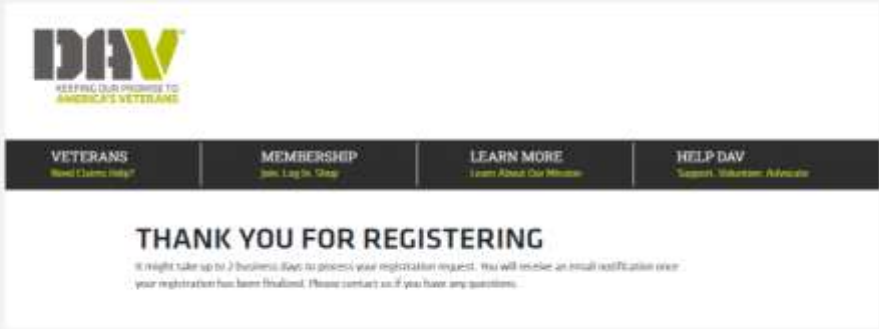 DAV
KEEPING OUR PROMISE TO
AMERICA'S VETERANS
VETERANS
Need Claims Help?
MEMBERSHIP
Join, Log In, Shop
LEARN MORE
Learn About Our Mission
HELP DAV
Support, Volunteer, Advocate
THANK YOU FOR REGISTERING
It might take up to 2 business days to process your registration request. You will receive an email notification once
your registration has been finalized. Please contact us if you have any questions.